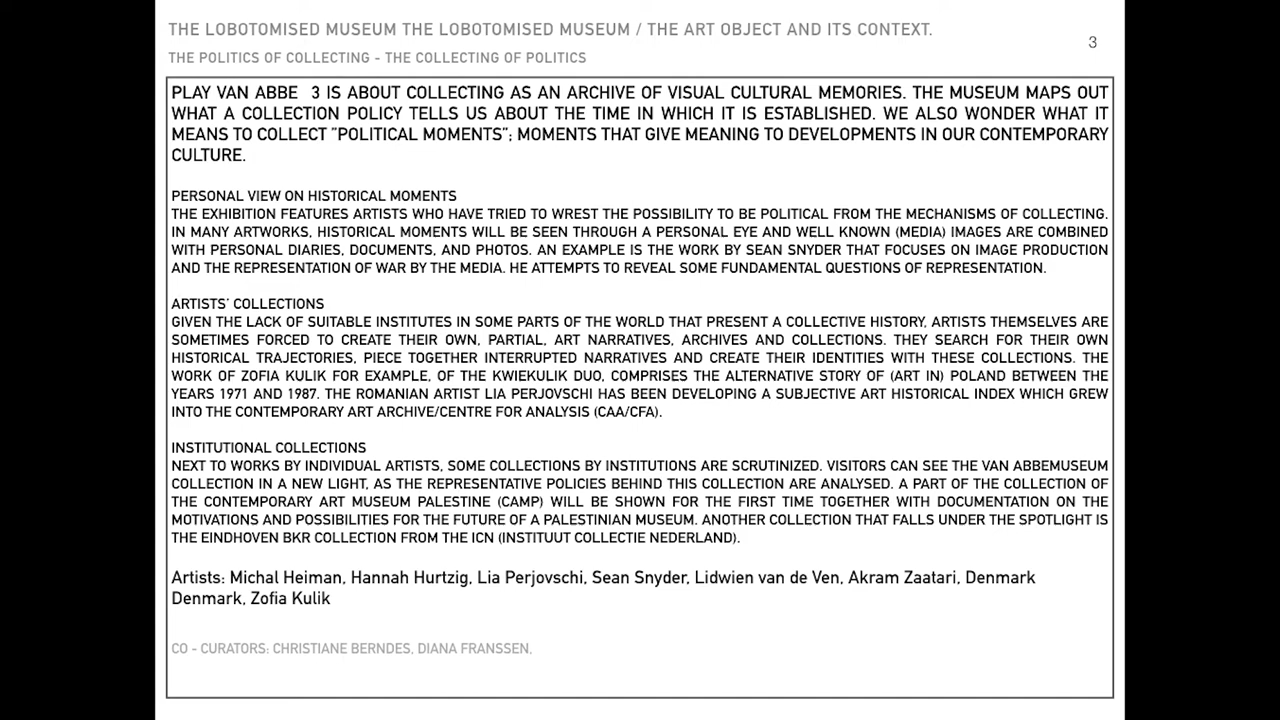 THE LOBOTOMISED MUSEUM THE LOBOTOMISED MUSEUM / THE ART OBJECT AND ITS CONTEXT.
3
THE POLITICS OF COLLECTING - THE COLLECTING OF POLITICS
PLAY VAN ABBE 3 IS ABOUT COLLECTING AS AN ARCHIVE OF VISUAL CULTURAL MEMORIES. THE MUSEUM MAPS OUT
WHAT A COLLECTION POLICY TELLS US ABOUT THE TIME IN WHICH IT IS ESTABLISHED. WE ALSO WONDER WHAT IT
MEANS TO COLLECT "POLITICAL MOMENTS"; MOMENTS THAT GIVE MEANING TO DEVELOPMENTS IN OUR CONTEMPORARY
CULTURE.
PERSONAL VIEW ON HISTORICAL MOMENTS
THE EXHIBITION FEATURES ARTISTS WHO HAVE TRIED TO WREST THE POSSIBILITY TO BE POLITICAL FROM THE MECHANISMS OF COLLECTING.
IN MANY ARTWORKS, HISTORICAL MOMENTS WILL BE SEEN THROUGH A PERSONAL EYE AND WELL KNOWN (MEDIA) IMAGES ARE COMBINED
WITH PERSONAL DIARIES, DOCUMENTS, AND PHOTOS. AN EXAMPLE IS THE WORK BY SEAN SNYDER THAT FOCUSES ON IMAGE PRODUCTION
AND THE REPRESENTATION OF WAR BY THE MEDIA. HE ATTEMPTS TO REVEAL SOME FUNDAMENTAL QUESTIONS OF REPRESENTATION.
ARTISTS' COLLECTIONS
GIVEN THE LACK OF SUITABLE INSTITUTES IN SOME PARTS OF THE WORLD THAT PRESENT A COLLECTIVE HISTORY, ARTISTS THEMSELVES ARE
SOMETIMES FORCED TO CREATE THEIR OWN, PARTIAL, ART NARRATIVES, ARCHIVES AND COLLECTIONS. THEY SEARCH FOR THEIR OWN
HISTORICAL TRAJECTORIES, PIECE TOGETHER INTERRUPTED NARRATIVES AND CREATE THEIR IDENTITIES WITH THESE COLLECTIONS. THE
WORK OF ZOFIA KULIK FOR EXAMPLE, OF THE KWIEKULIK DUO, COMPRISES THE ALTERNATIVE STORY OF (ART IN) POLAND BETWEEN THE
YEARS 1971 AND 1987. THE ROMANIAN ARTIST LIA PERJOVSCHI HAS BEEN DEVELOPING A SUBJECTIVE ART HISTORICAL INDEX WHICH GREW
INTO THE CONTEMPORARY ART ARCHIVE/CENTRE FOR ANALYSIS (CAA/CFA).
INSTITUTIONAL COLLECTIONS
NEXT TO WORKS BY INDIVIDUAL ARTISTS, SOME COLLECTIONS BY INSTITUTIONS ARE SCRUTINIZED. VISITORS CAN SEE THE VAN ABBEMUSEUM
COLLECTION IN A NEW LIGHT, AS THE REPRESENTATIVE POLICIES BEHIND THIS COLLECTION ARE ANALYSED. A PART OF THE COLLECTION OF
THE CONTEMPORARY ART MUSEUM PALESTINE (CAMP) WILL BE SHOWN FOR THE FIRST TIME TOGETHER WITH DOCUMENTATION ON THE
MOTIVATIONS AND POSSIBILITIES FOR THE FUTURE OF A PALESTINIAN MUSEUM. ANOTHER COLLECTION THAT FALLS UNDER THE SPOTLIGHT IS
THE EINDHOVEN BKR COLLECTION FROM THE ICN (INSTITUUT COLLECTIE NEDERLAND).
Artists: Michal Heiman, Hannah Hurtzig, Lia Perjovschi, Sean Snyder, Lidwien van de Ven, Akram Zaatari, Denmark
Denmark, Zofia Kulik
CO - CURATORS: CHRISTIANE BERNDES, DIANA FRANSSEN,